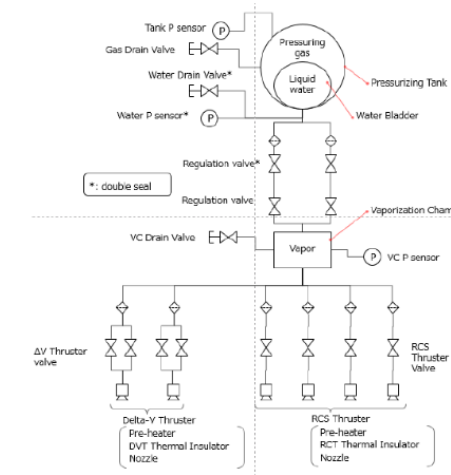 Tank P sensor
P
Gas Drain Valve
Pressuring
gas
Water Drain Valve*
Liquid
water
Pressurizing Tank
Water P sensor*
P
Water Bladder
Regulation valve*
*: double seal
Regulation valve
Vaporization Cham
VC Drain Valve
Vapor
P
VC P sensor
ΔV Thruster
valve
RCS
Thruster
Valve
Delta-V Thruster
Pre-heater
DVT Thermal Insulator
Nozzle
RCS Thruster
Pre-heater
RCT Thermal Insulator
Nozzle